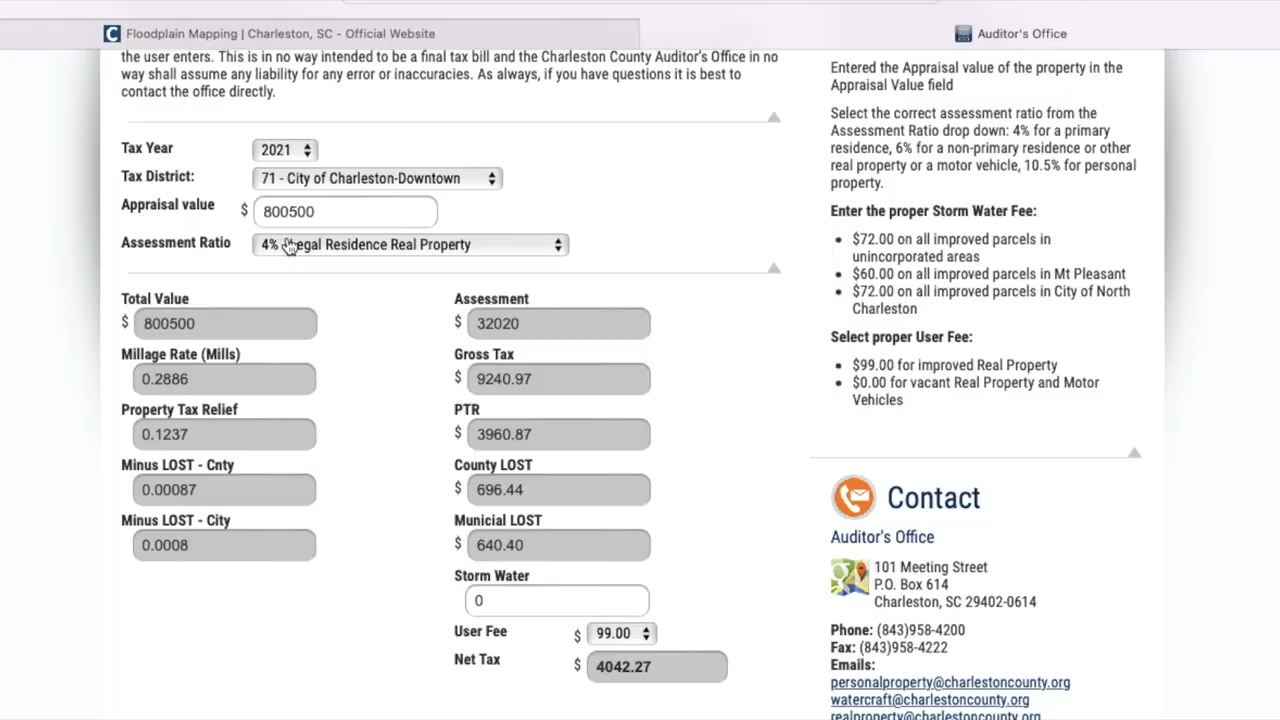 Floodplain Mapping | Charleston, SC - Official Website
Auditor's Office
the user enters. This is in no way intended to be a final tax bill and the Charleston County Auditor's Office in no
way shall assume any liability for any error or inaccuracies. As always, if you have questions it is best to
contact the office directly.
Tax Year
2021
Tax District:
71 - City of Charleston-Downtown
Appraisal value
$ 800500
Assessment Ratio
4% Legal Residence Real Property
Total Value
$ 800500
Millage Rate (Mills)
0.2886
Property Tax Relief
0.1237
Minus LOST - Cnty
0.00087
Minus LOST - City
0.0008
Assessment
$ 32020
Gross Tax
$ 9240.97
PTR
$ 3960.87
County LOST
$ 696.44
Municial LOST
$ 640.40
Storm Water
0
User Fee
$ 99.00
Net Tax
$ 4042.27
Entered the Appraisal value of the property in the
Appraisal Value field
Select the correct assessment ratio from the
Assessment Ratio drop down: 4% for a primary
residence, 6% for a non-primary residence or other
real property or a motor vehicle, 10.5% for personal
property.
Enter the proper Storm Water Fee:
$72.00 on all improved parcels in
unincorporated areas
$60.00 on all improved parcels in Mt Pleasant
$72.00 on all improved parcels in City of North
Charleston
Select proper User Fee:
$99.00 for improved Real Property
$0.00 for vacant Real Property and Motor
Vehicles
Contact
Auditor's Office
101 Meeting Street
P.O. Box 614
Charleston, SC 29402-0614
Phone: (843)958-4200
Fax: (843)958-4222
Emails:
personalproperty@charlestoncounty.org
watercraft@charlestoncounty.org
realproperty@charlestoncounty.org